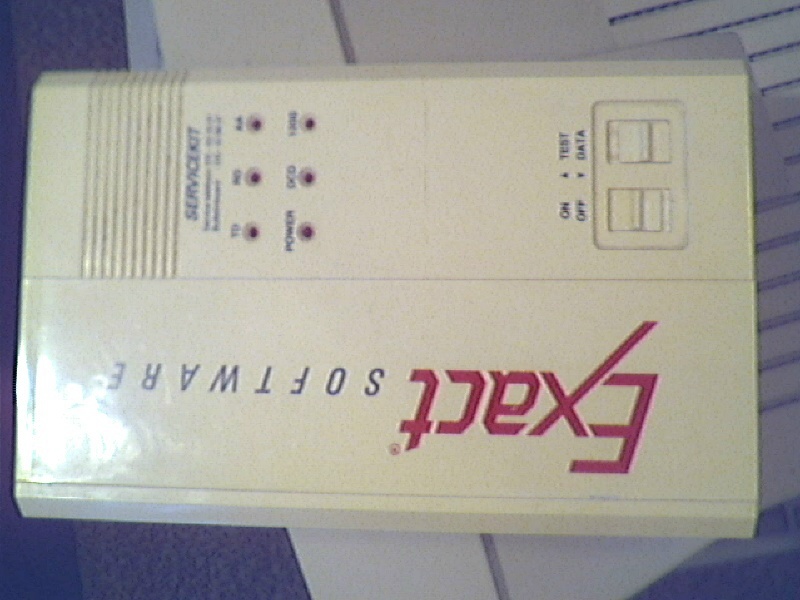 Exact®
SOFTWARE
SERVICEKIT
TD RD AA
POWER DCD 1200
ON ▲ TEST
OFF ▼ DATA